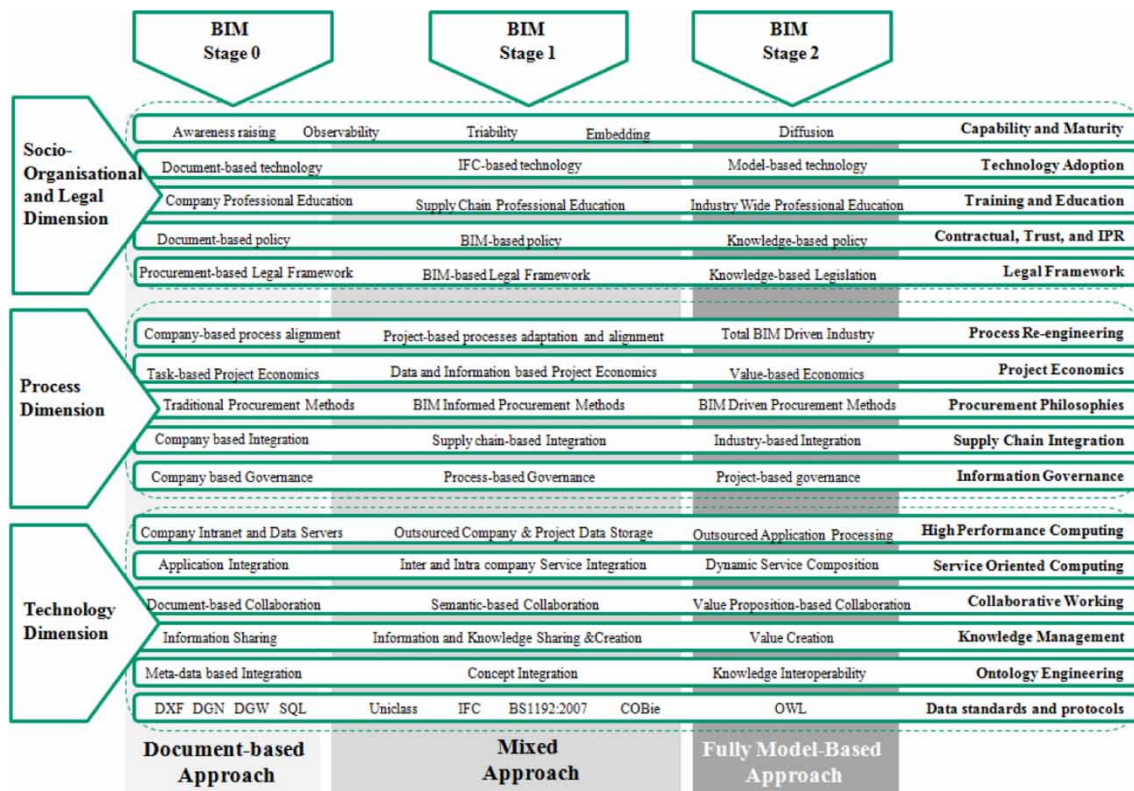 BIM
Stage 0
BIM
Stage 1
BIM
Stage 2
Socio-
Organisational
and Legal
Dimension
Awareness raising Observability Triability Embedding Diffusion Capability and Maturity
Document-based technology IFC-based technology Model-based technology Technology Adoption
Company Professional Education Supply Chain Professional Education Industry Wide Professional Education Training and Education
Document-based policy BIM-based policy Knowledge-based policy Contractual, Trust, and IPR
Procurement-based Legal Framework BIM-based Legal Framework Knowledge-based Legislation Legal Framework
Process
Dimension
Company-based process alignment Project-based processes adaptation and alignment Total BIM Driven Industry Process Re-engineering
Task-based Project Economics Data and Information based Project Economics Value-based Economics Project Economics
Traditional Procurement Methods BIM Informed Procurement Methods BIM Driven Procurement Methods Procurement Philosophies
Company based Integration Supply chain-based Integration Industry-based Integration Supply Chain Integration
Company based Governance Process-based Governance Project-based governance Information Governance
Technology
Dimension
Company Intranet and Data Servers Outsourced Company & Project Data Storage Outsourced Application Processing High Performance Computing
Application Integration Inter and Intra company Service Integration Dynamic Service Composition Service Oriented Computing
Document-based Collaboration Semantic-based Collaboration Value Proposition-based Collaboration Collaborative Working
Information Sharing Information and Knowledge Sharing &Creation Value Creation Knowledge Management
Meta-data based Integration Concept Integration Knowledge Interoperability Ontology Engineering
DXF DGN DGW SQL Uniclass IFC BS1192:2007 COBie OWL Data standards and protocols
Document-based
Approach
Mixed
Approach
Fully Model-Based
Approach